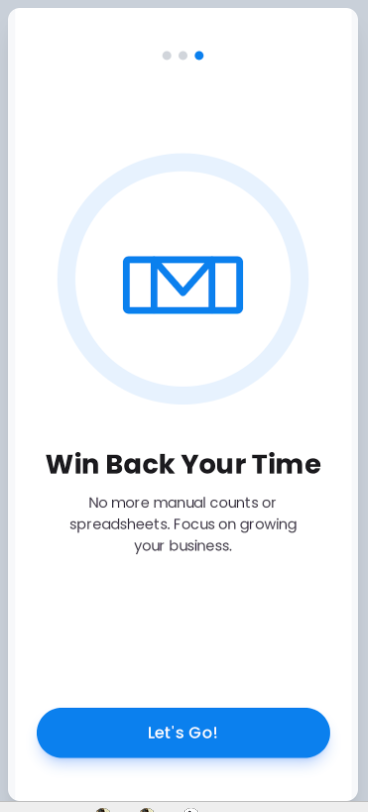 Win Back Your Time
No more manual counts or
spreadsheets. Focus on growing
your business.
Let's Go!